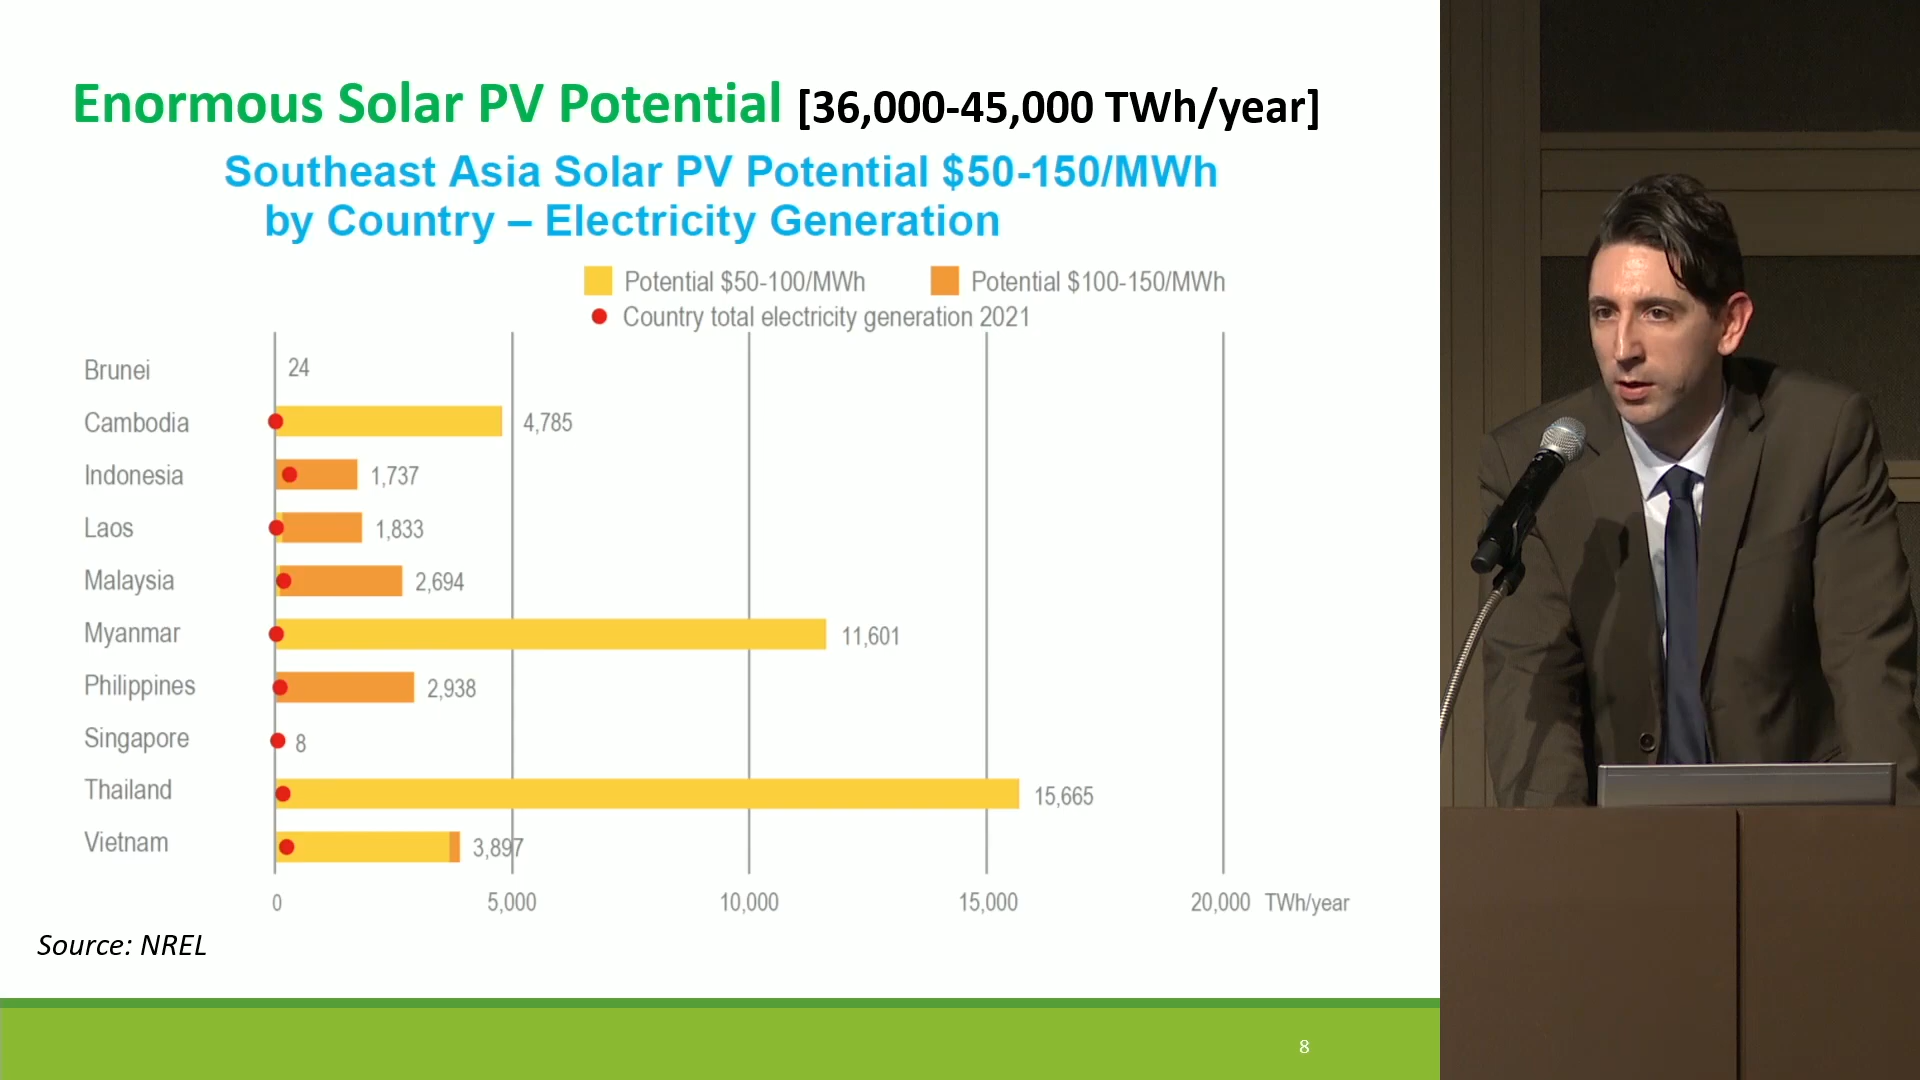 Enormous Solar PV Potential [36,000-45,000 TWh/year]
Southeast Asia Solar PV Potential $50-150/MWh
by Country – Electricity Generation
Potential $50-100/MWh Potential $100-150/MWh
Country total electricity generation 2021
Brunei 24
Cambodia 4,785
Indonesia 1,737
Laos 1,833
Malaysia 2,694
Myanmar 11,601
Philippines 2,938
Singapore 8
Thailand 15,665
Vietnam 3,897
0 5,000 10,000 15,000 20,000 TWh/year
Source: NREL
8